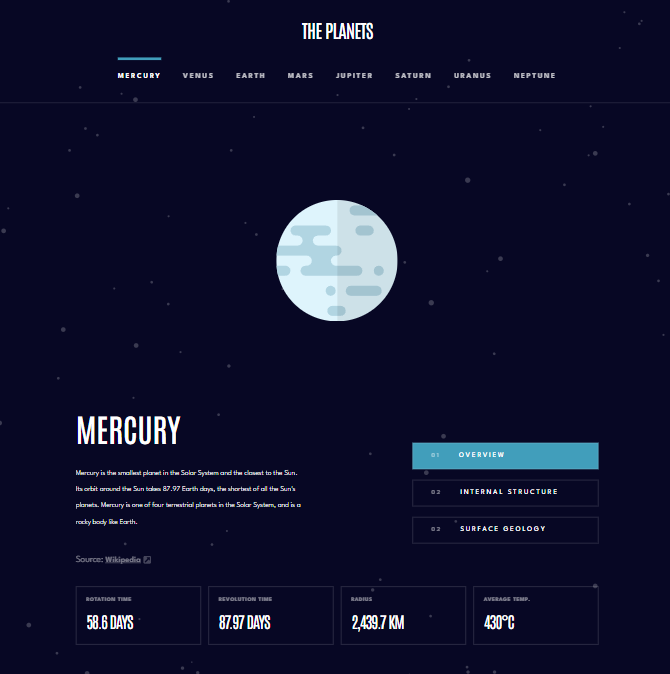 THE PLANETS
MERCURY VENUS EARTH MARS JUPITER SATURN URANUS NEPTUNE
MERCURY
Mercury is the smallest planet in the Solar System and the closest to the Sun.
Its orbit around the Sun takes 87.97 Earth days, the shortest of all the Sun's
planets. Mercury is one of four terrestrial planets in the Solar System, and is a
rocky body like Earth.
Source: Wikipedia
01 OVERVIEW
02 INTERNAL STRUCTURE
03 SURFACE GEOLOGY
ROTATION TIME
58.6 DAYS
REVOLUTION TIME
87.97 DAYS
RADIUS
2,439.7 KM
AVERAGE TEMP.
430°C